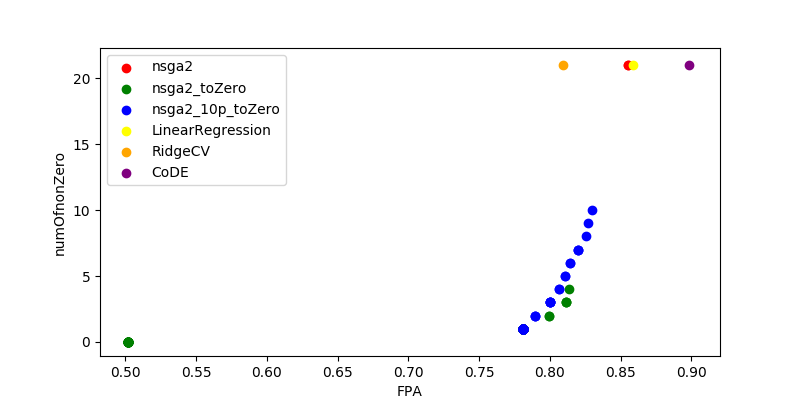 nsga2
nsga2_toZero
nsga2_10p_toZero
LinearRegression
RidgeCV
CoDE
numOfnonZero
20
15
10
5
0
0.50 0.55 0.60 0.65 0.70 0.75 0.80 0.85 0.90
FPA